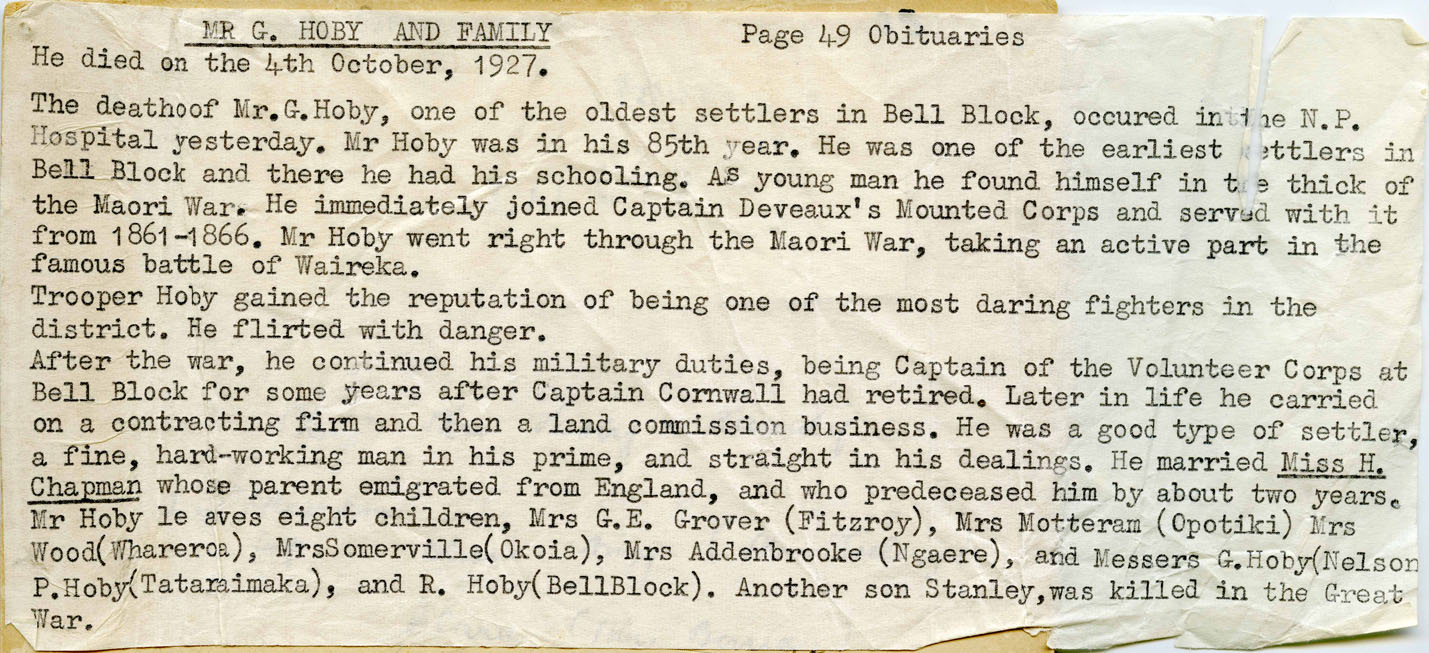 MR G. HOBY AND FAMILY Page 49 Obituaries
He died on the 4th October, 1927.
The deathoof Mr.G.Hoby, one of the oldest settlers in Bell Block, occured in the N.P.
Hospital yesterday. Mr Hoby was in his 85th year. He was one of the earliest settlers in
Bell Block and there he had his schooling. As young man he found himself in the thick of
the Maori War. He immediately joined Captain Deveaux's Mounted Corps and served with it
from 1861-1866. Mr Hoby went right through the Maori War, taking an active part in the
famous battle of Waireka.
Trooper Hoby gained the reputation of being one of the most daring fighters in the
district. He flirted with danger.
After the war, he continued his military duties, being Captain of the Volunteer Corps at
Bell Block for some years after Captain Cornwall had retired. Later in life he carried
on a contracting firm and then a land commission business. He was a good type of settler,
a fine, hard-working man in his prime, and straight in his dealings. He married Miss H.
Chapman whose parent emigrated from England, and who predeceased him by about two years.
Mr Hoby le aves eight children, Mrs G.E. Grover (Fitzroy), Mrs Motteram (Opotiki) Mrs
Wood(Whareroa), MrsSomerville(Okoia), Mrs Addenbrooke (Ngaere), and Messers G.Hoby(Nelson
P.Hoby(Tataraimaka), and R. Hoby(BellBlock). Another son Stanley,was killed in the Great
War.